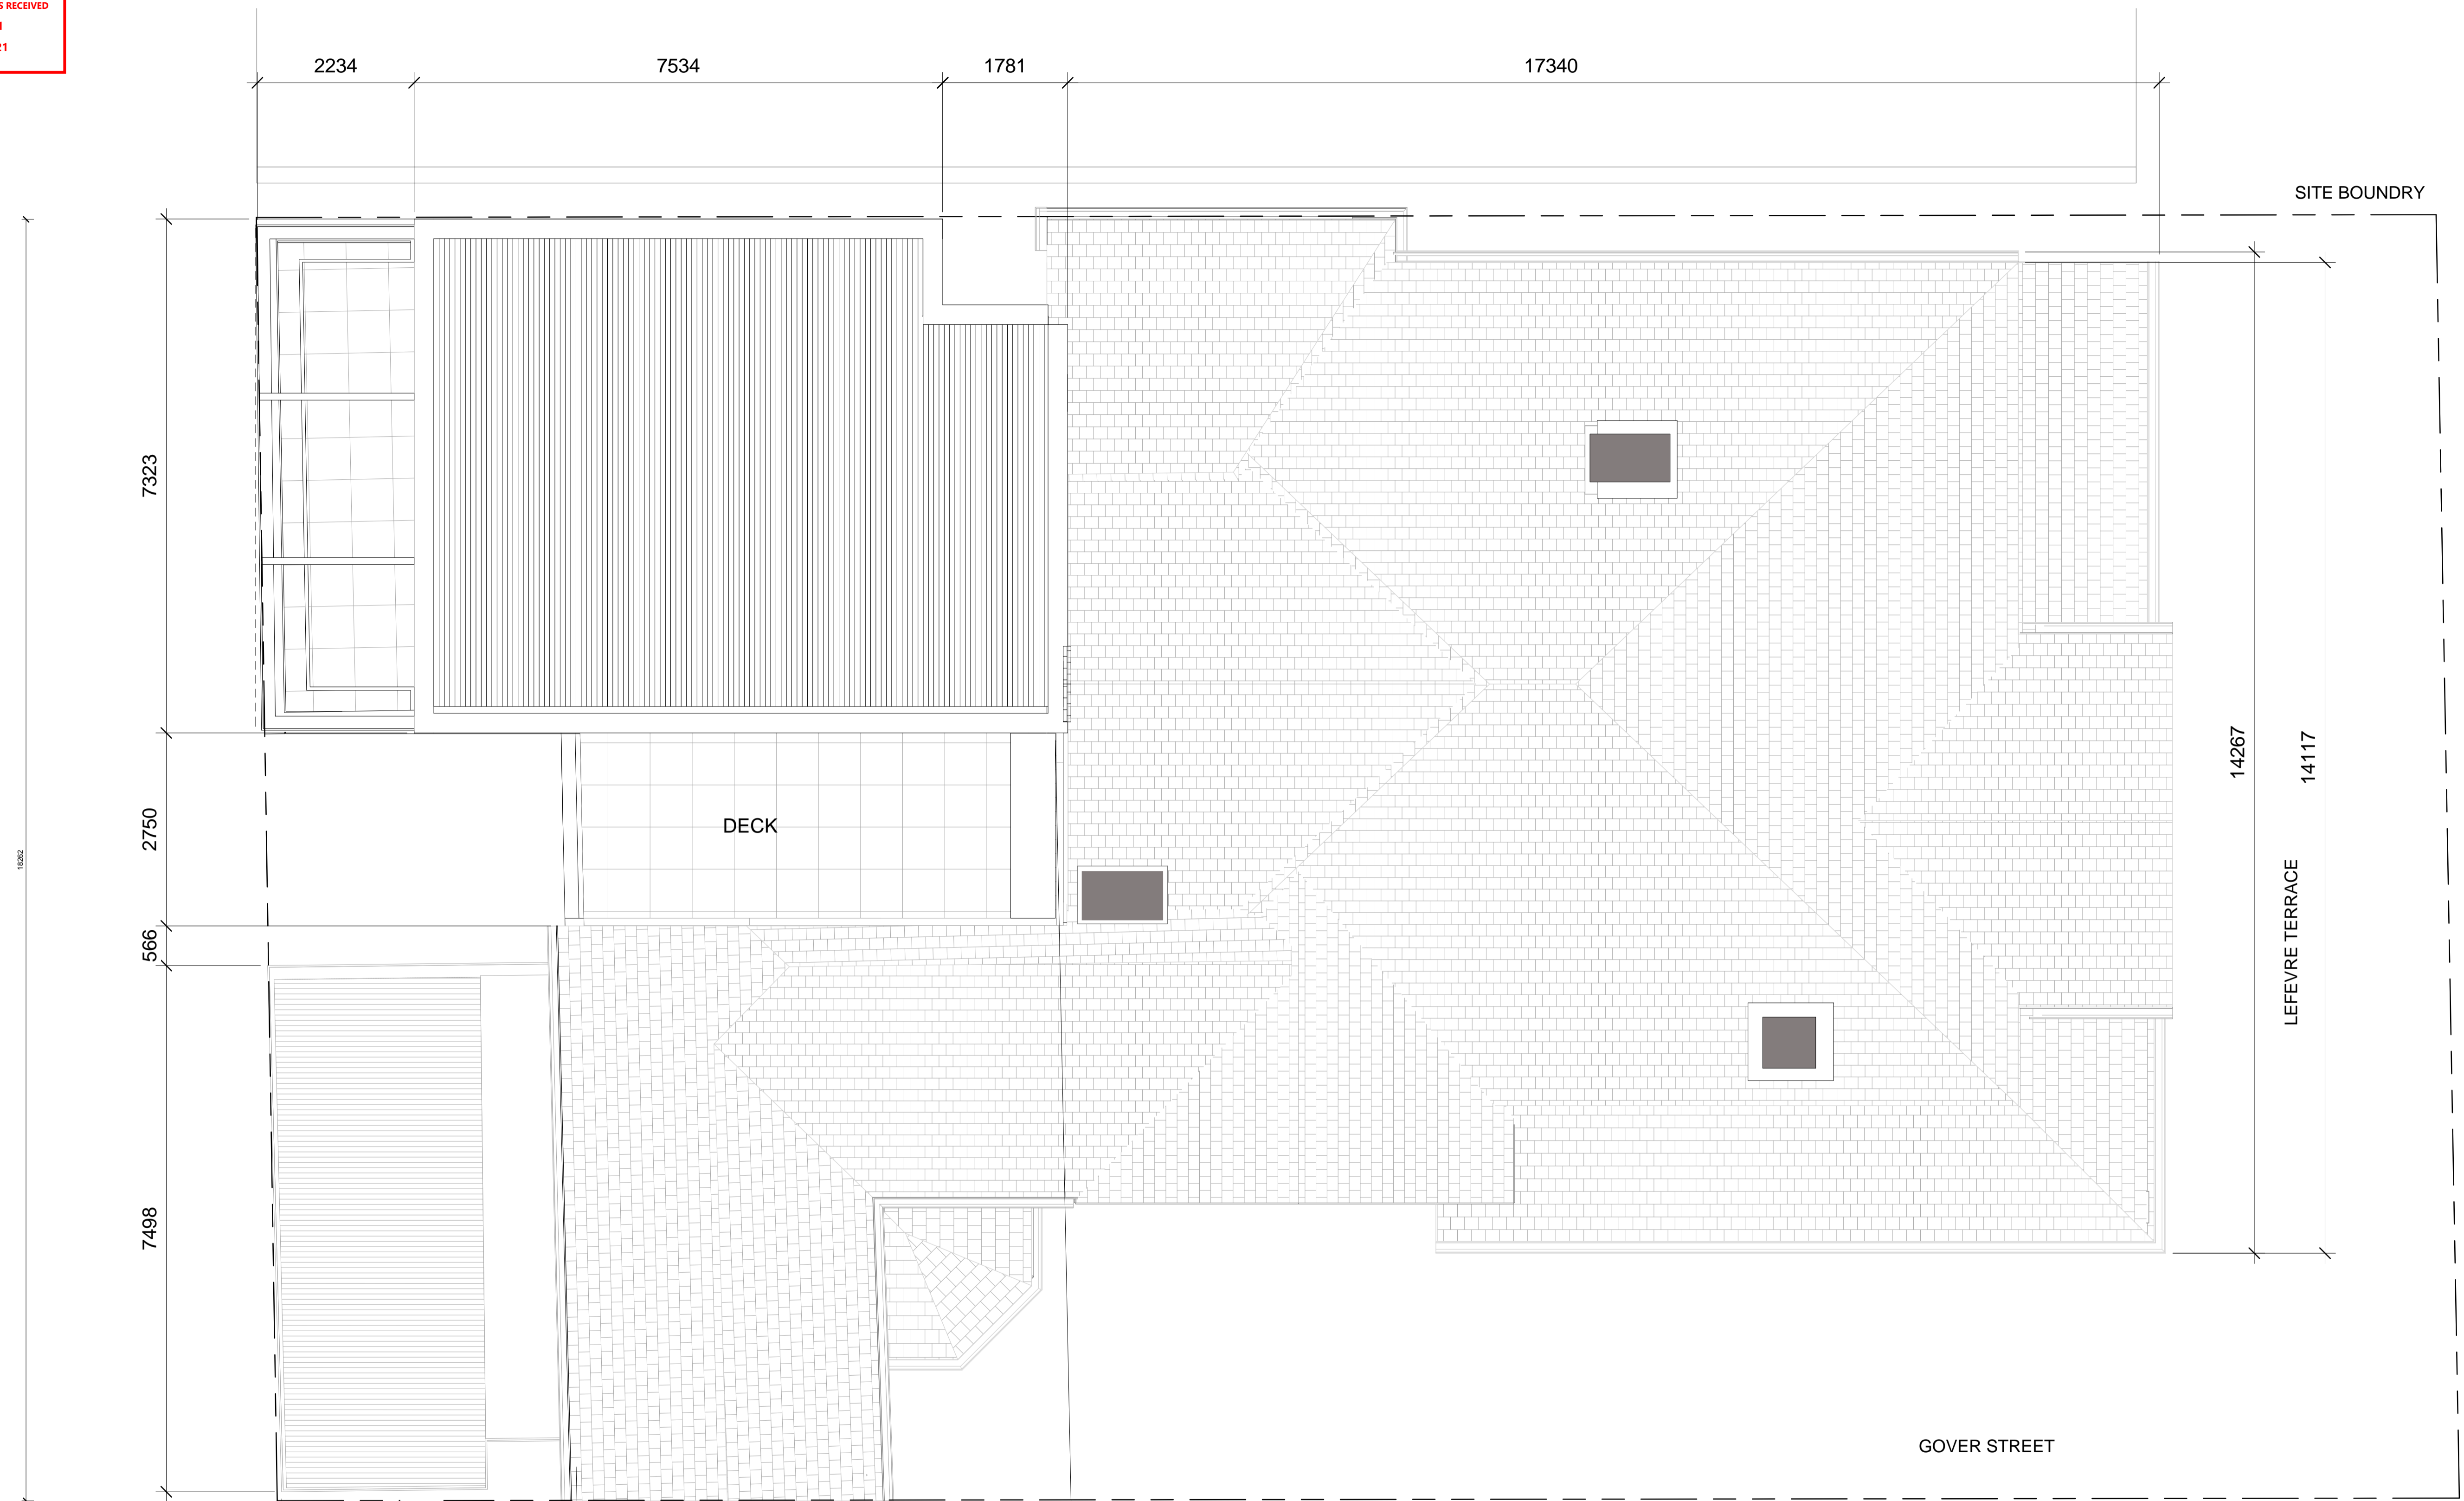 RECEIVED
21
2234
7534
1781
17340
SITE BOUNDRY
7323
14267
14117
DECK
2750
18262
LEFEVRE TERRACE
566
7498
GOVER STREET